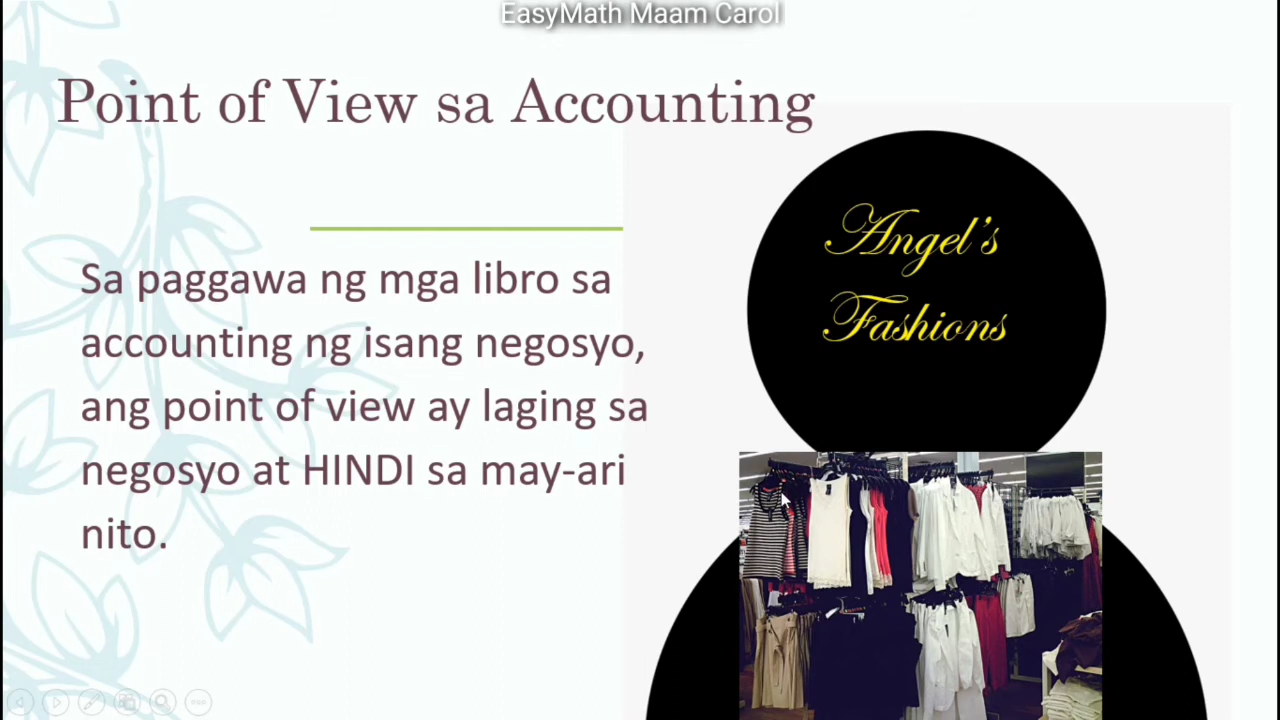 EasyMath Maam Carol
Point of View sa Accounting
Angel's
Fashions
Sa paggawa ng mga libro sa
accounting ng isang negosyo,
ang point of view ay laging sa
negosyo at HINDI sa may-ari
nito.